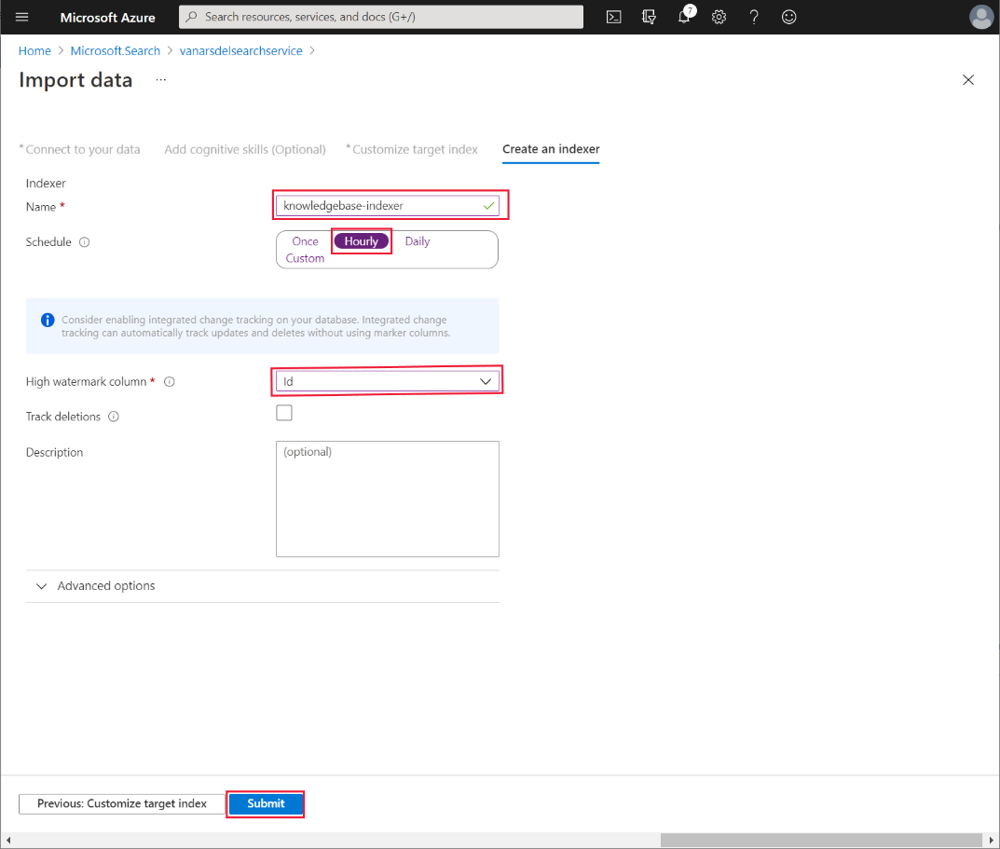 Microsoft Azure
Search resources, services, and docs (G+/)
7
Home > Microsoft.Search > vanarsdelsearchservice >
Import data ...
* Connect to your data Add cognitive skills (Optional) * Customize target index Create an indexer
Indexer
Name *
knowledgebase-indexer
Schedule
Once Hourly Daily
Custom
Consider enabling integrated change tracking on your database. Integrated change
tracking can automatically track updates and deletes without using marker columns.
High watermark column *
Id
Track deletions
Description
(optional)
Advanced options
Previous: Customize target index
Submit